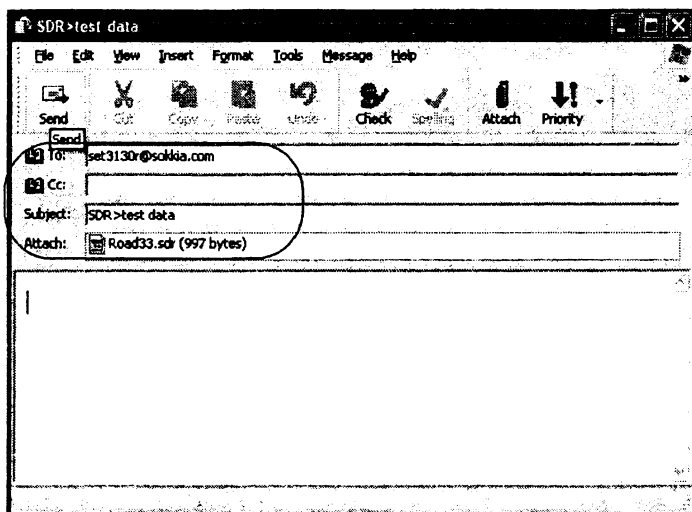 SDR>test data
File Edit View Insert Format Tools Message Help
Send Cut Copy Paste Undo Check Spelling Attach Priority
Send
To: set3130r@sokkia.com
Cc:
Subject: SDR>test data
Attach: Road33.sdr (997 bytes)